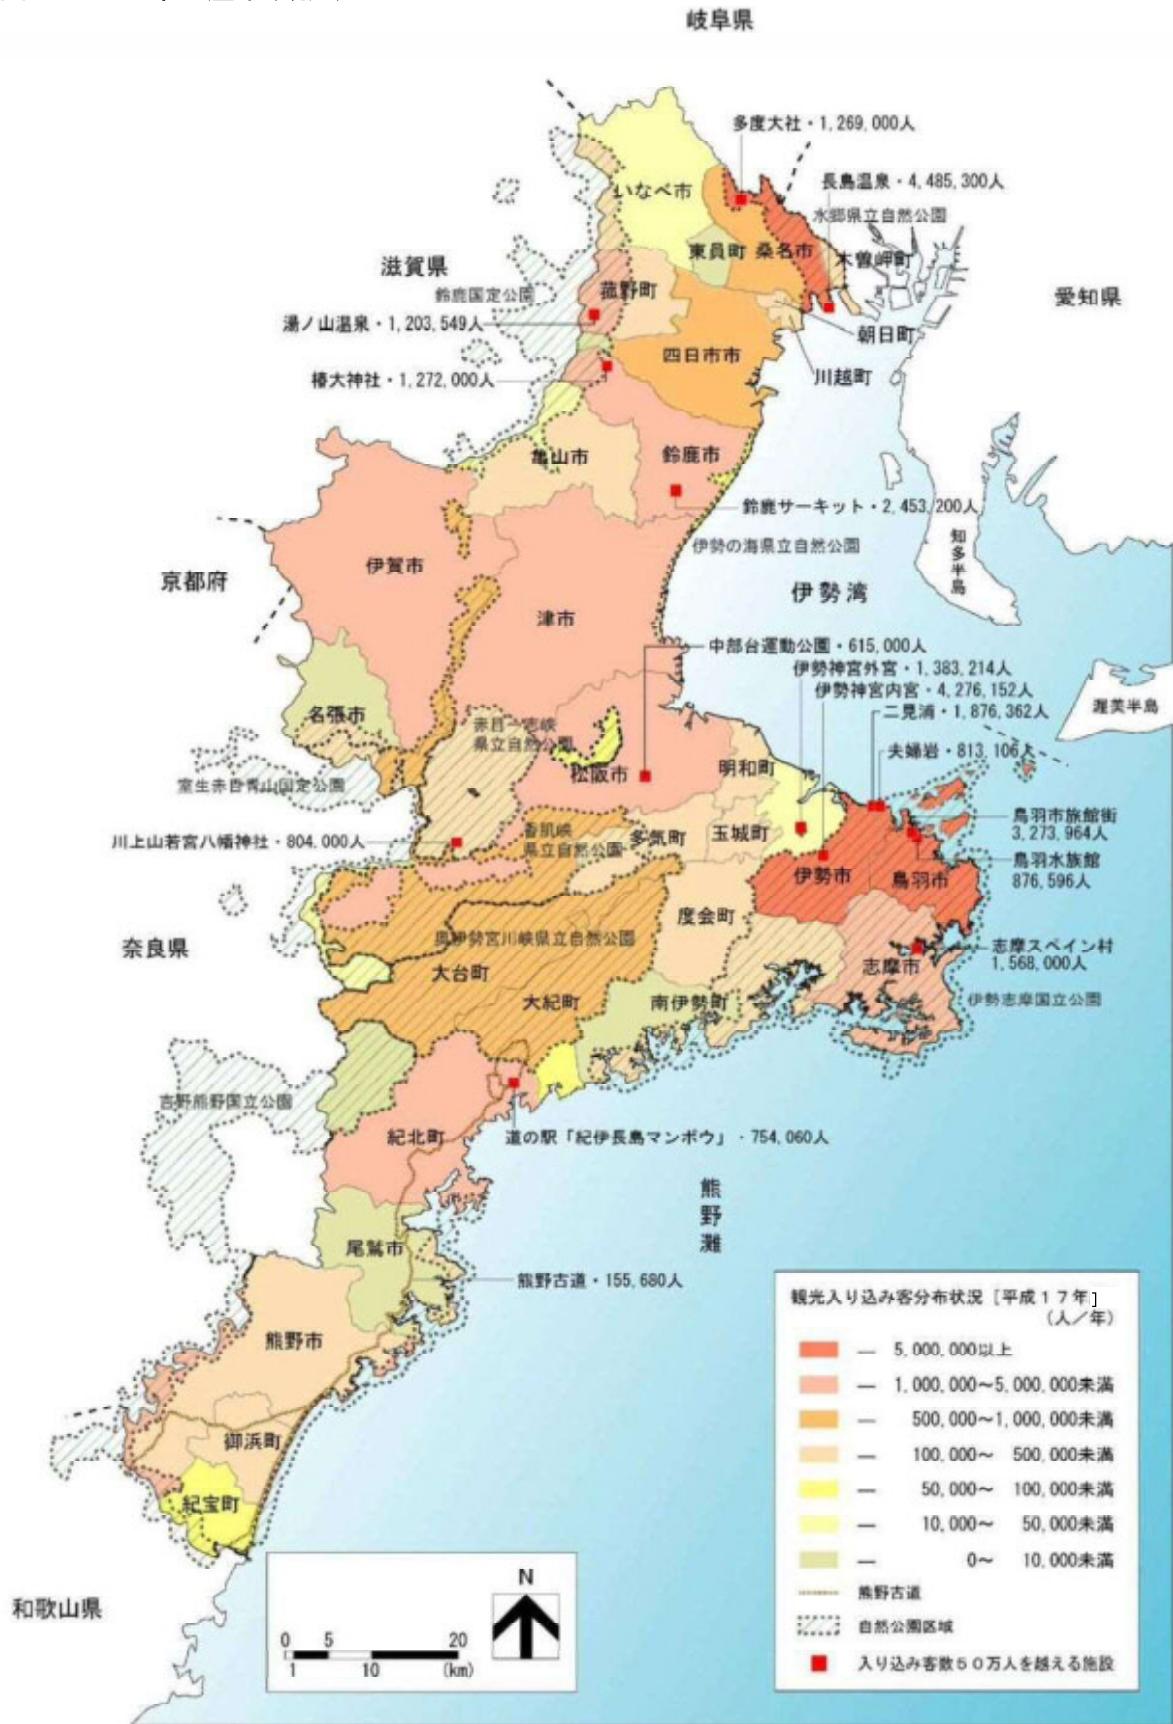 岐阜県
多度大社・1,269,000人
長島温泉・4,485,300人
水郷県立自然公園
いなべ市
東員町
桑名市
木曽岬町
滋賀県
鈴鹿国定公園
菰野町
愛知県
湯ノ山温泉・1,203,549人
朝日町
四日市市
川越町
椿大神社・1,272,000人
亀山市
鈴鹿市
鈴鹿サーキット・2,453,200人
伊勢の海県立自然公園
知多半島
伊賀市
京都府
伊勢湾
津市
中部台運動公園・615,000人
伊勢神宮外宮・1,383,214人
伊勢神宮内宮・4,276,152人
二見浦・1,876,362人
渥美半島
名張市
赤目一志峡
県立自然公園
夫婦岩・813,106人
松阪市
明和町
室生赤目青山国定公園
鳥羽市旅館街
3,273,964人
川上山若宮八幡神社・804,000人
香肌峡
県立自然公園
多気町
玉城町
鳥羽水族館
876,596人
伊勢市
鳥羽市
度会町
奈良県
奥伊勢宮川峡県立自然公園
志摩スペイン村
1,568,000人
大台町
志摩市
大紀町
南伊勢町
伊勢志摩国立公園
吉野熊野国立公園
紀北町
道の駅「紀伊長島マンボウ」・754,060人
熊野灘
尾鷲市
熊野古道・155,680人
熊野市
御浜町
紀宝町
和歌山県
観光入り込み客分布状況［平成１７年］
（人／年）
― 5,000,000以上
― 1,000,000～5,000,000未満
― 500,000～1,000,000未満
― 100,000～ 500,000未満
― 50,000～ 100,000未満
― 10,000～ 50,000未満
― 0～ 10,000未満
熊野古道
自然公園区域
入り込み客数５０万人を越える施設
N
0 5 20
1 10 (km)